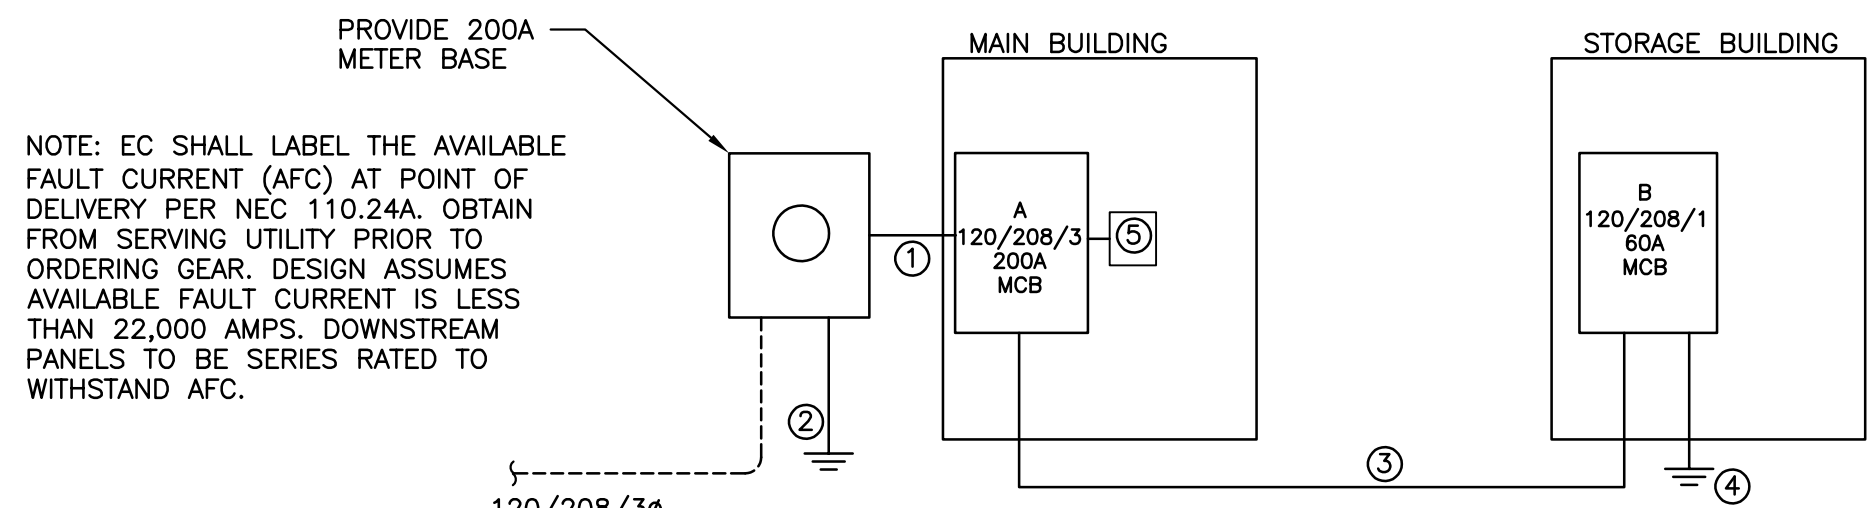 PROVIDE 200A
METER BASE
MAIN BUILDING
STORAGE BUILDING
NOTE: EC SHALL LABEL THE AVAILABLE
FAULT CURRENT (AFC) AT POINT OF
DELIVERY PER NEC 110.24A. OBTAIN
FROM SERVING UTILITY PRIOR TO
ORDERING GEAR. DESIGN ASSUMES
AVAILABLE FAULT CURRENT IS LESS
THAN 22,000 AMPS. DOWNSTREAM
PANELS TO BE SERIES RATED TO
WITHSTAND AFC.
1
A
120/208/3
200A
MCB
5
B
120/208/1
60A
MCB
2
3
4
120/208/3ø